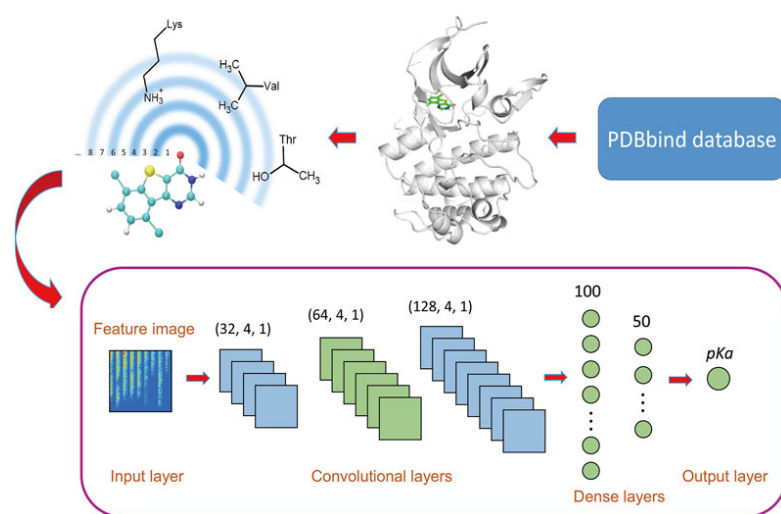 Lys
NH3+
H3C
Val
H3C
Thr
HO
CH3
... 8 7 6 5 4 3 2 1
PDBbind database
Feature image
(32, 4, 1)
(64, 4, 1)
(128, 4, 1)
100
50
pKa
Input layer
Convolutional layers
Dense layers
Output layer